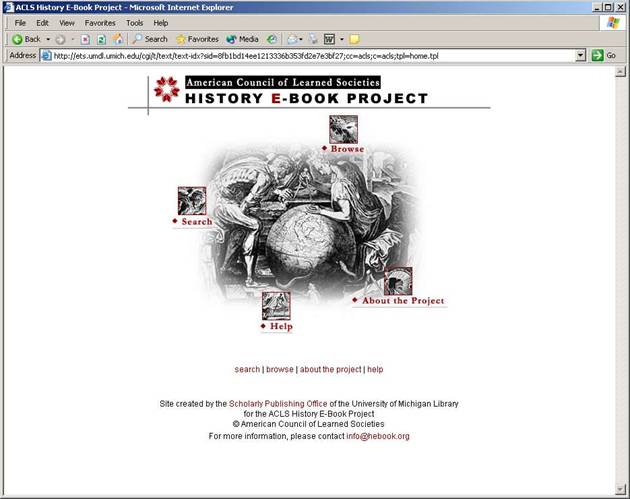 ACLS History E-Book Project - Microsoft Internet Explorer
File Edit View Favorites Tools Help
Back Search Favorites Media
Address http://ets.umdl.umich.edu/cgi/t/text/text-idx?sid=8fb1bd14ee1213336b353fd2e7e3bf27;cc=acls;c=acls;tpl=home.tpl Go
American Council of Learned Societies
HISTORY E-BOOK PROJECT
Browse
Search
About the Project
Help
search | browse | about the project | help
Site created by the Scholarly Publishing Office of the University of Michigan Library
for the ACLS History E-Book Project
© American Council of Learned Societies
For more information, please contact info@hebook.org